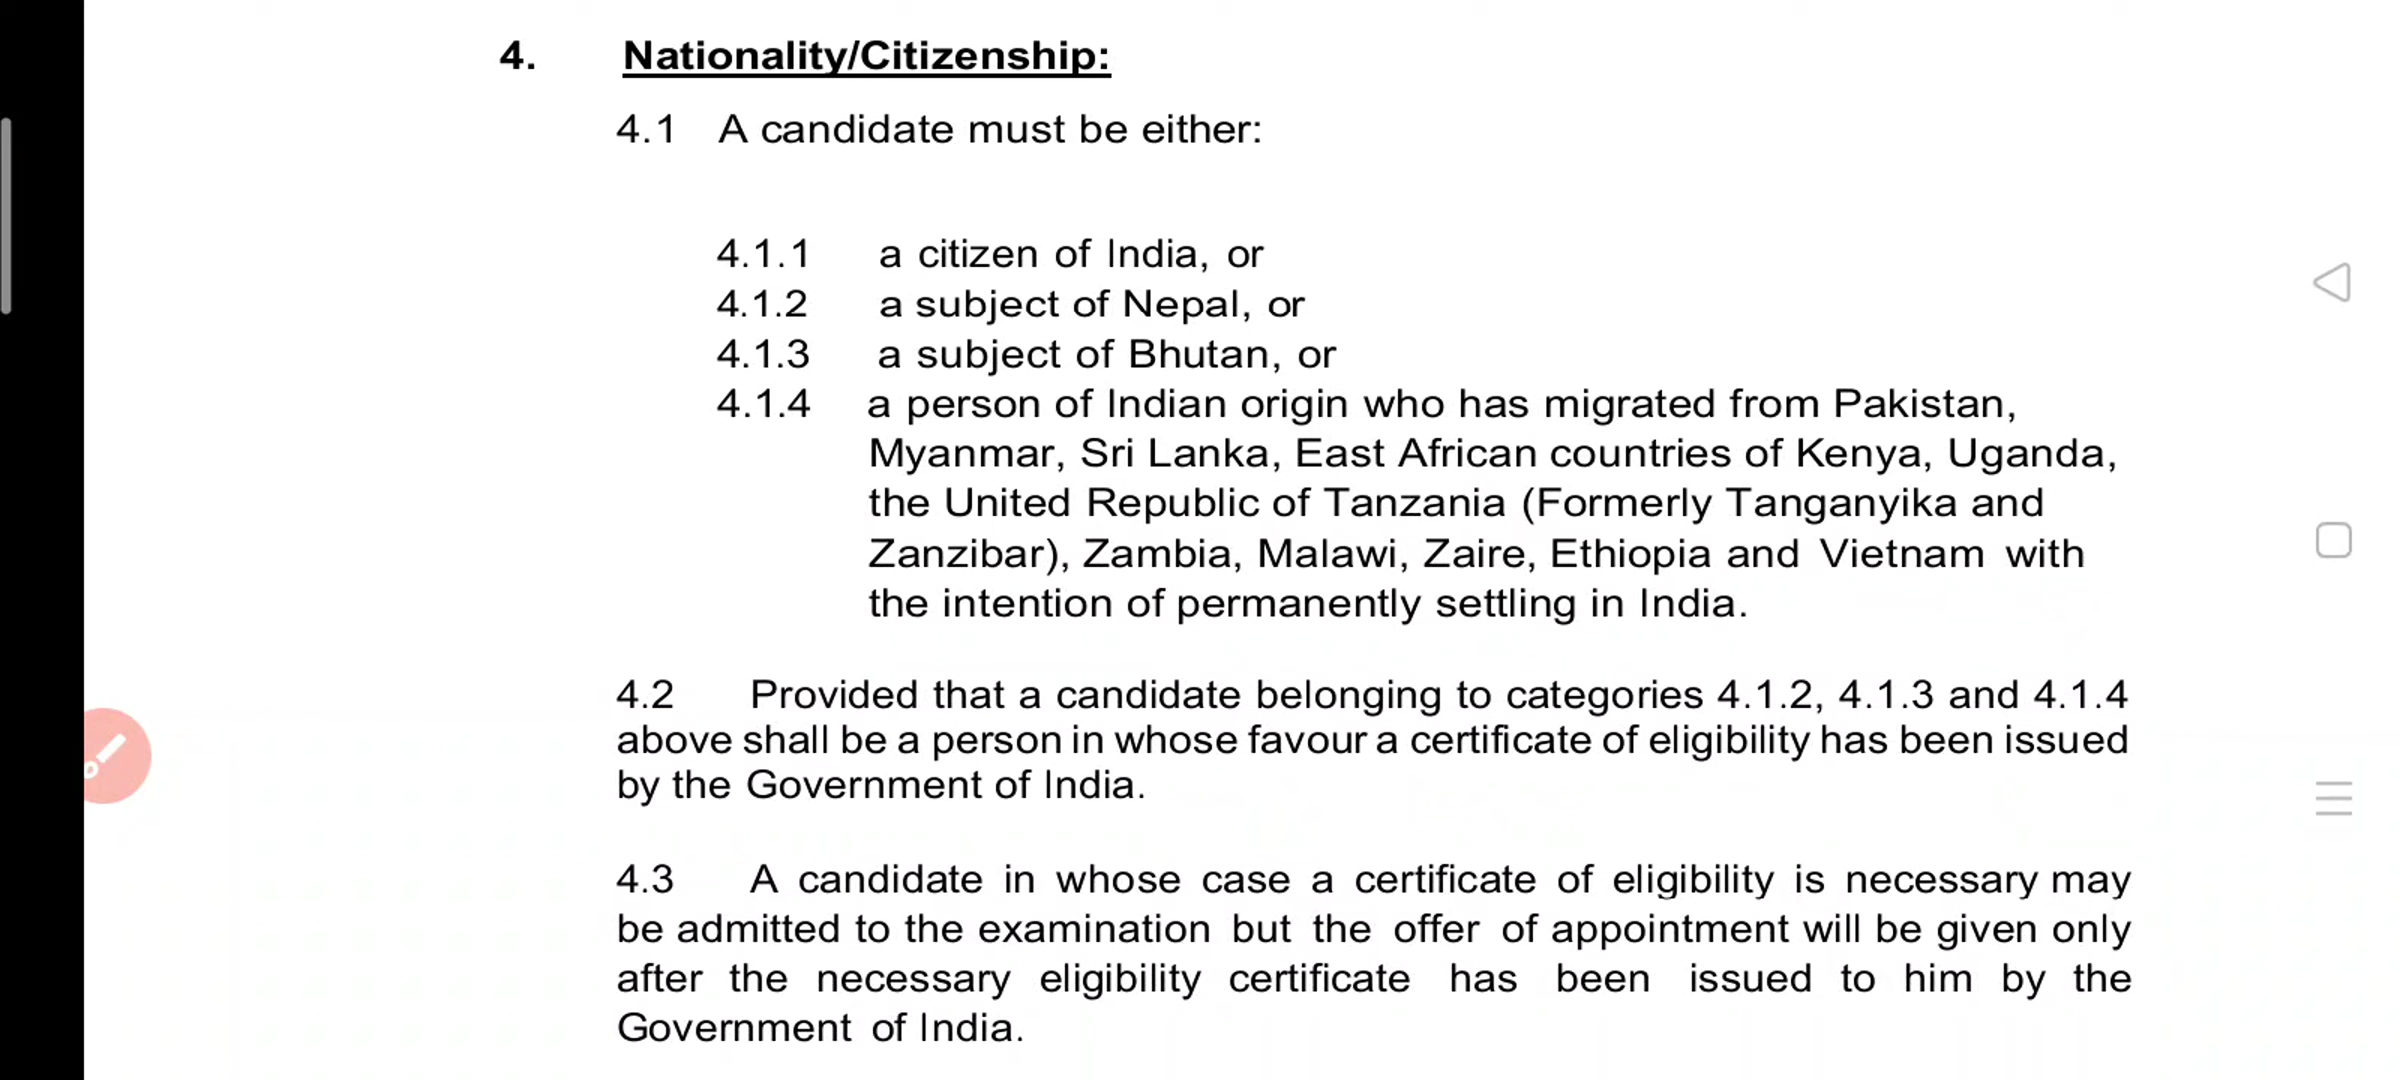 4. Nationality/Citizenship:
4.1 A candidate must be either:
4.1.1 a citizen of India, or
4.1.2 a subject of Nepal, or
4.1.3 a subject of Bhutan, or
4.1.4 a person of Indian origin who has migrated from Pakistan,
Myanmar, Sri Lanka, East African countries of Kenya, Uganda,
the United Republic of Tanzania (Formerly Tanganyika and
Zanzibar), Zambia, Malawi, Zaire, Ethiopia and Vietnam with
the intention of permanently settling in India.
4.2 Provided that a candidate belonging to categories 4.1.2, 4.1.3 and 4.1.4
above shall be a person in whose favour a certificate of eligibility has been issued
by the Government of India.
4.3 A candidate in whose case a certificate of eligibility is necessary may
be admitted to the examination but the offer of appointment will be given only
after the necessary eligibility certificate has been issued to him by the
Government of India.